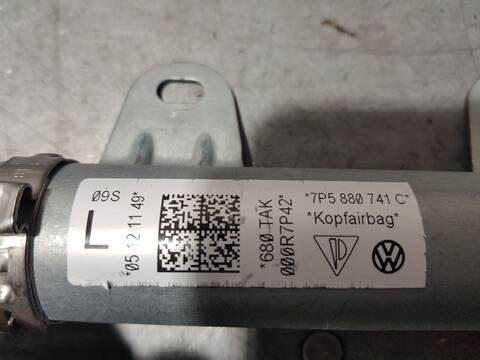 09S
L
*05 12 11 49*
*680 TAK
000R7P42*
*7P5 880 741 C*
*Kopfairbag*